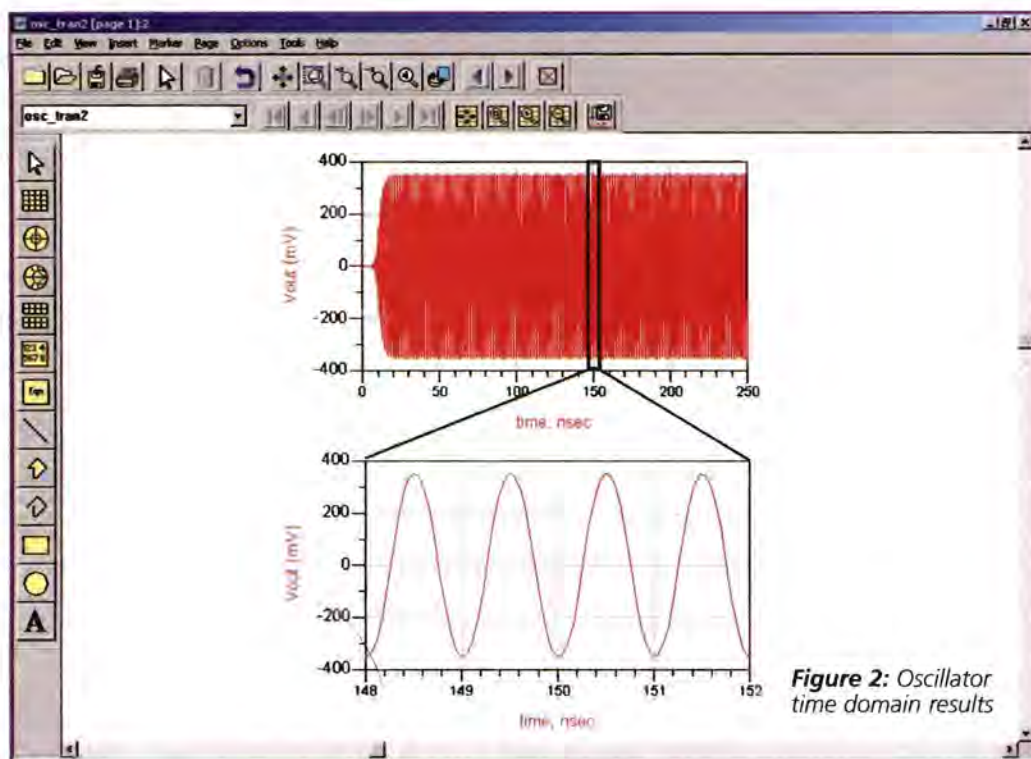 osc_tran2 [page 1]:2
File Edit View Insert Marker Page Options Tools Help
osc_tran2
Eqn
A
400
200
0
-200
-400
Vout (mV)
0 50 100 150 200 250
time, nsec
400
200
0
-200
-400
Vout (mV)
148 149 150 151 152
time, nsec
Figure 2: Oscillator
time domain results